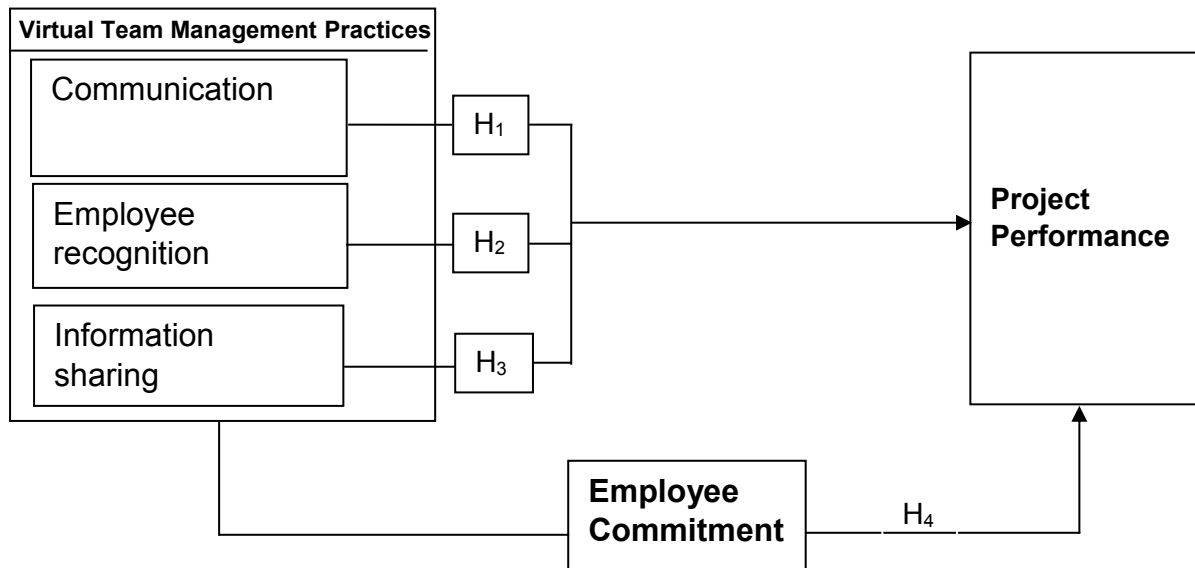 Virtual Team Management Practices
Communication
H₁
Employee
recognition
H₂
Information
sharing
H₃
Project
Performance
Employee
Commitment
H₄